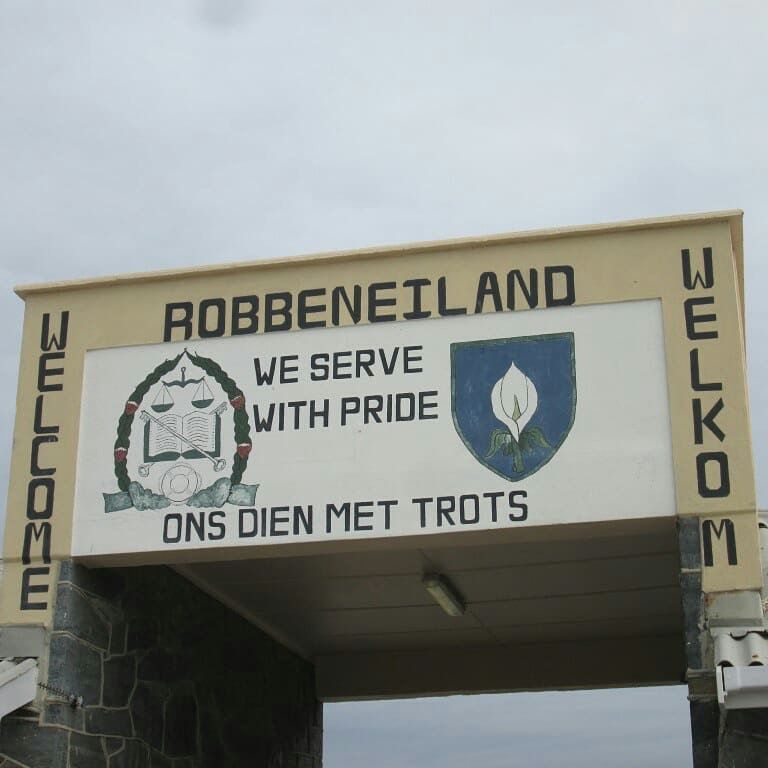 WELCOME
ROBBENEILAND
WELKOM
WE SERVE
WITH PRIDE
ONS DIEN MET TROTS